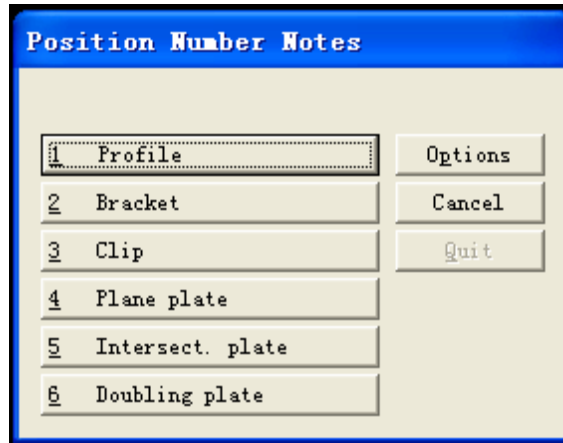 Position Number Notes
1 Profile
Options
2 Bracket
Cancel
3 Clip
Quit
4 Plane plate
5 Intersect. plate
6 Doubling plate